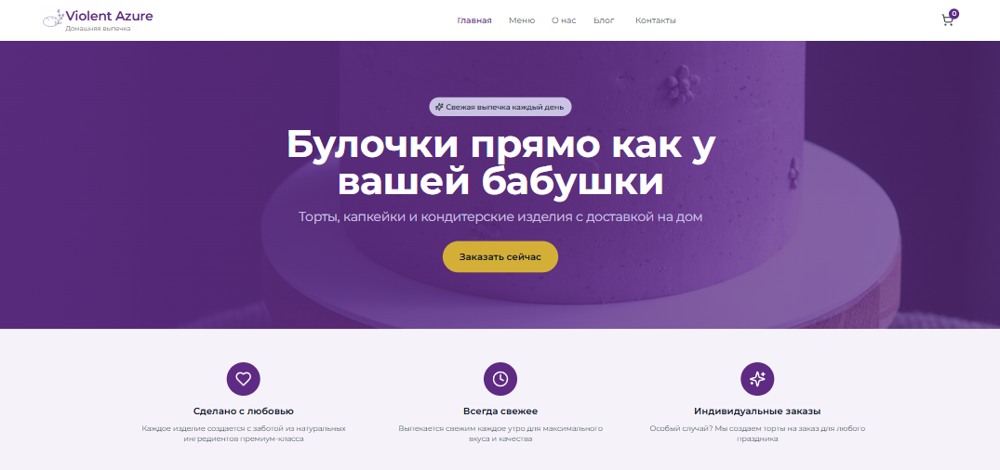 Violent Azure
Домашняя выпечка
Главная Меню О нас Блог Контакты
0
Свежая выпечка каждый день
Булочки прямо как у
вашей бабушки
Торты, капкейки и кондитерские изделия с доставкой на дом
Заказать сейчас
Сделано с любовью
Каждое изделие создается с заботой из натуральных
ингредиентов премиум-класса
Всегда свежее
Выпекается свежим каждое утро для максимального
вкуса и качества
Индивидуальные заказы
Особый случай? Мы создаем торты на заказ для любого
праздника